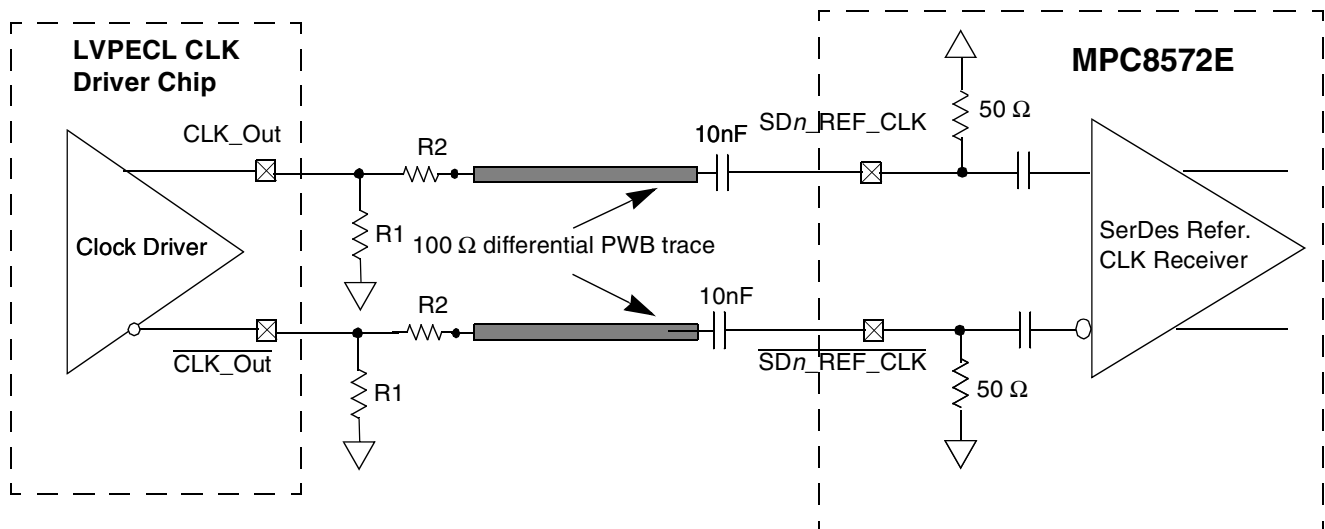 LVPECL CLK
Driver Chip
MPC8572E
CLK_Out
R2
10nF
SDn_REF_CLK
50 Ω
Clock Driver
R1
100 Ω differential PWB trace
SerDes Refer.
CLK Receiver
R2
10nF
CLK_Out
SDn_REF_CLK
R1
50 Ω